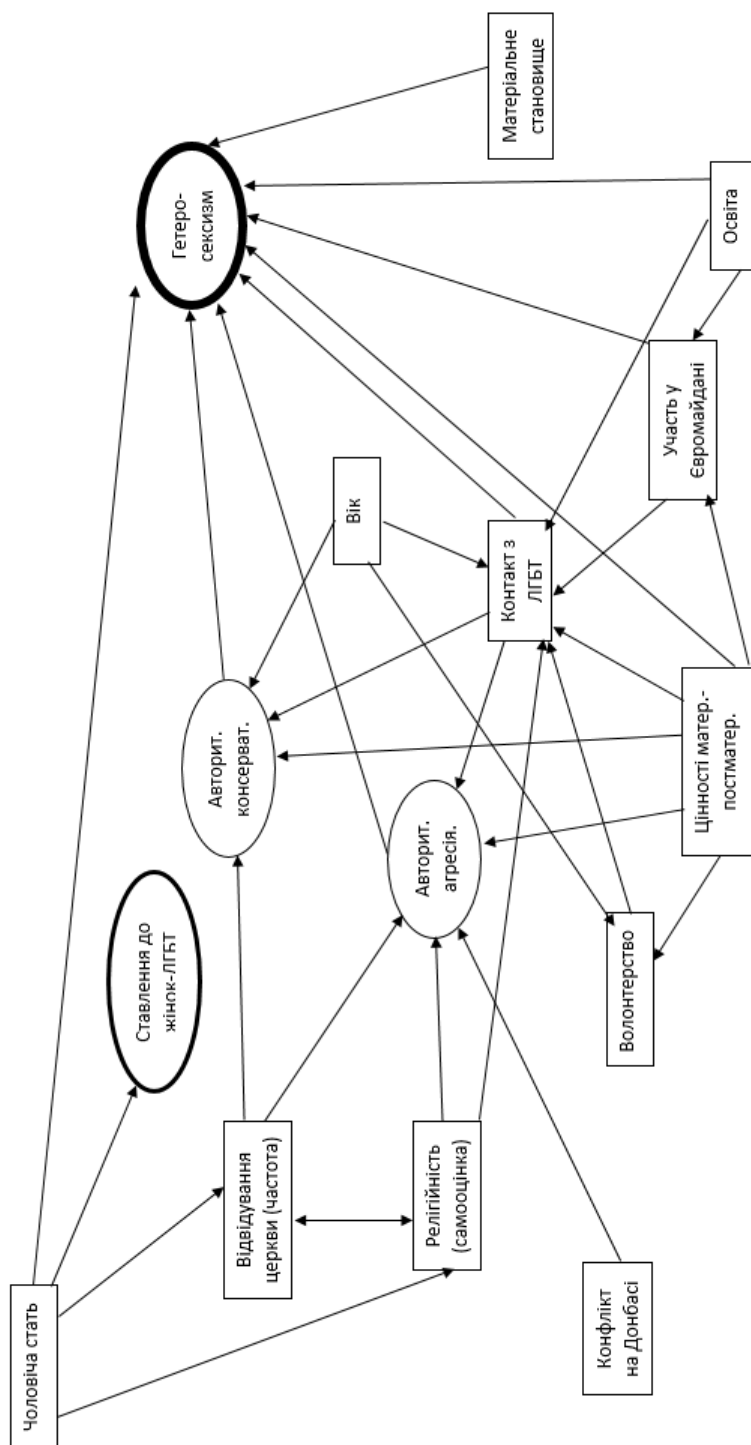 Чоловіча стать
Ставлення до
жінок-ЛГБТ
Гетеро-
сексизм
Відвідування
церкви (частота)
Авторит.
консерват.
Вік
Матеріальне
становище
Релігійність
(самооцінка)
Авторит.
агресія.
Контакт з
ЛГБТ
Конфлікт
на Донбасі
Волонтерство
Цінності матер.-
постматер.
Участь у
Євромайдані
Освіта